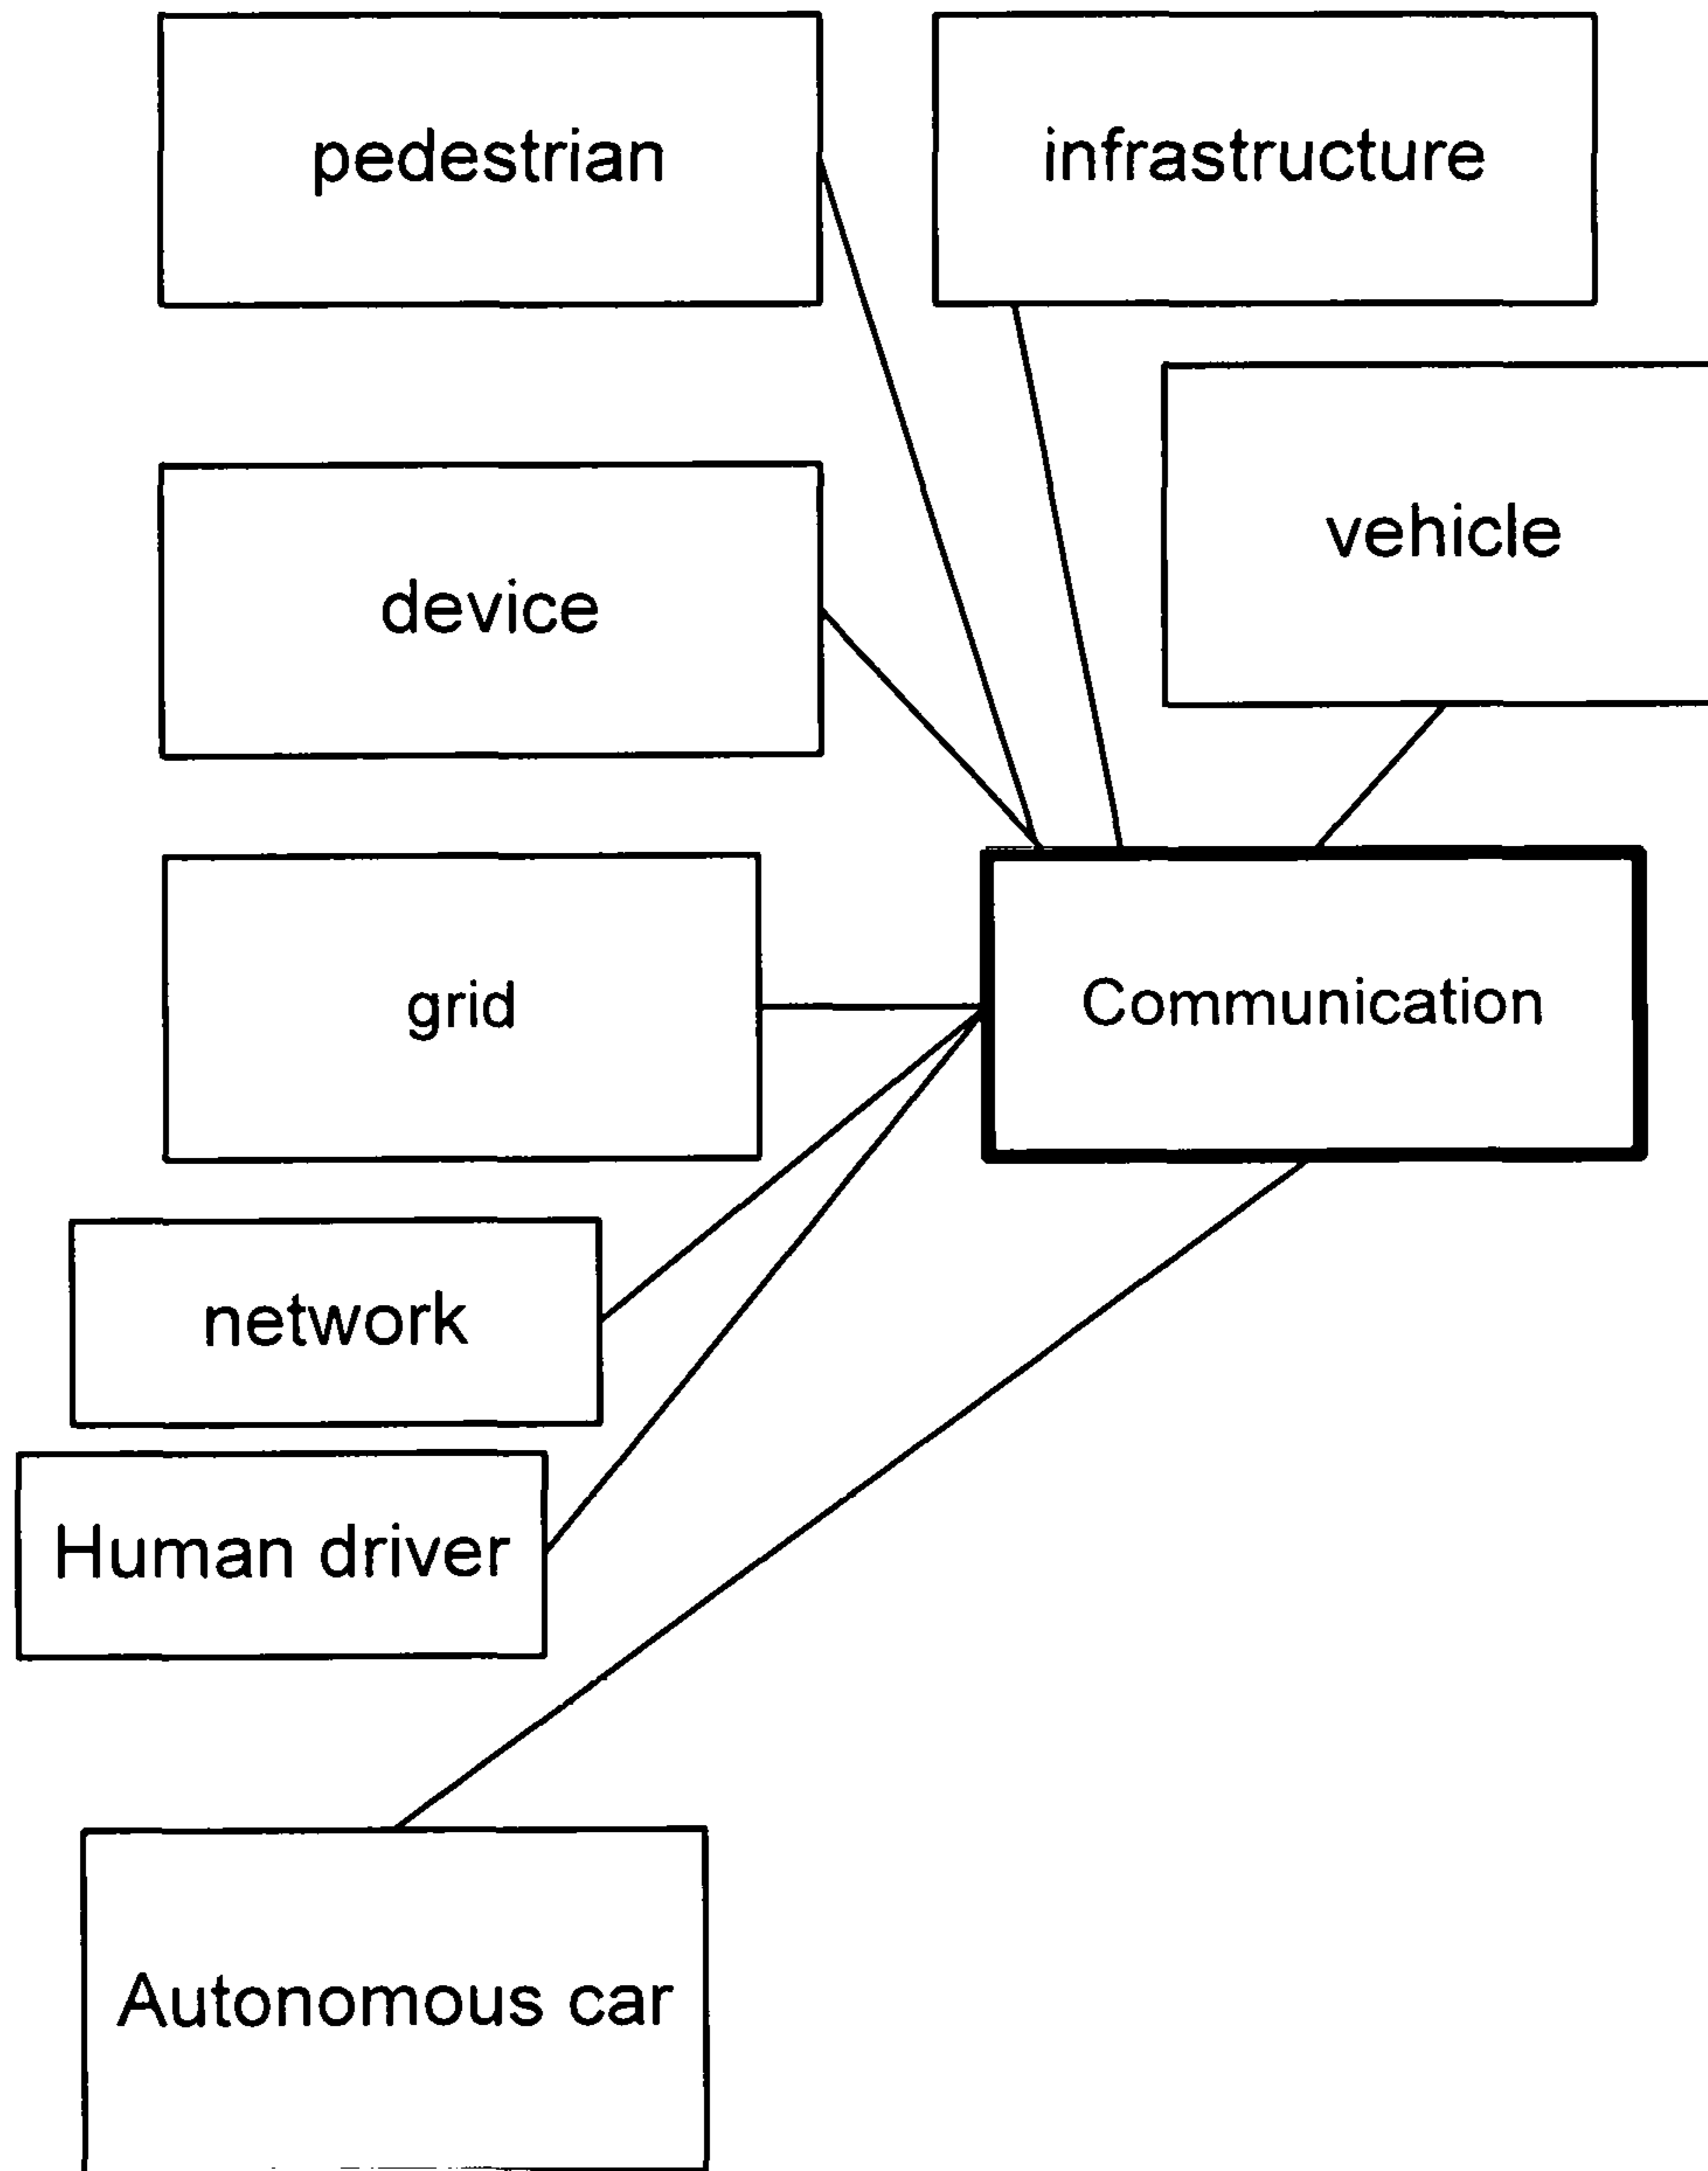 pedestrian
infrastructure
vehicle
device
grid
Communication
network
Human driver
Autonomous car